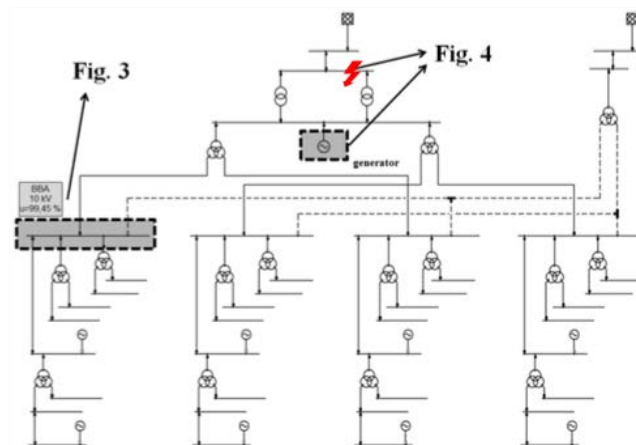 Fig. 3
Fig. 4
generator
BBA
10 kV
u=99,45 %